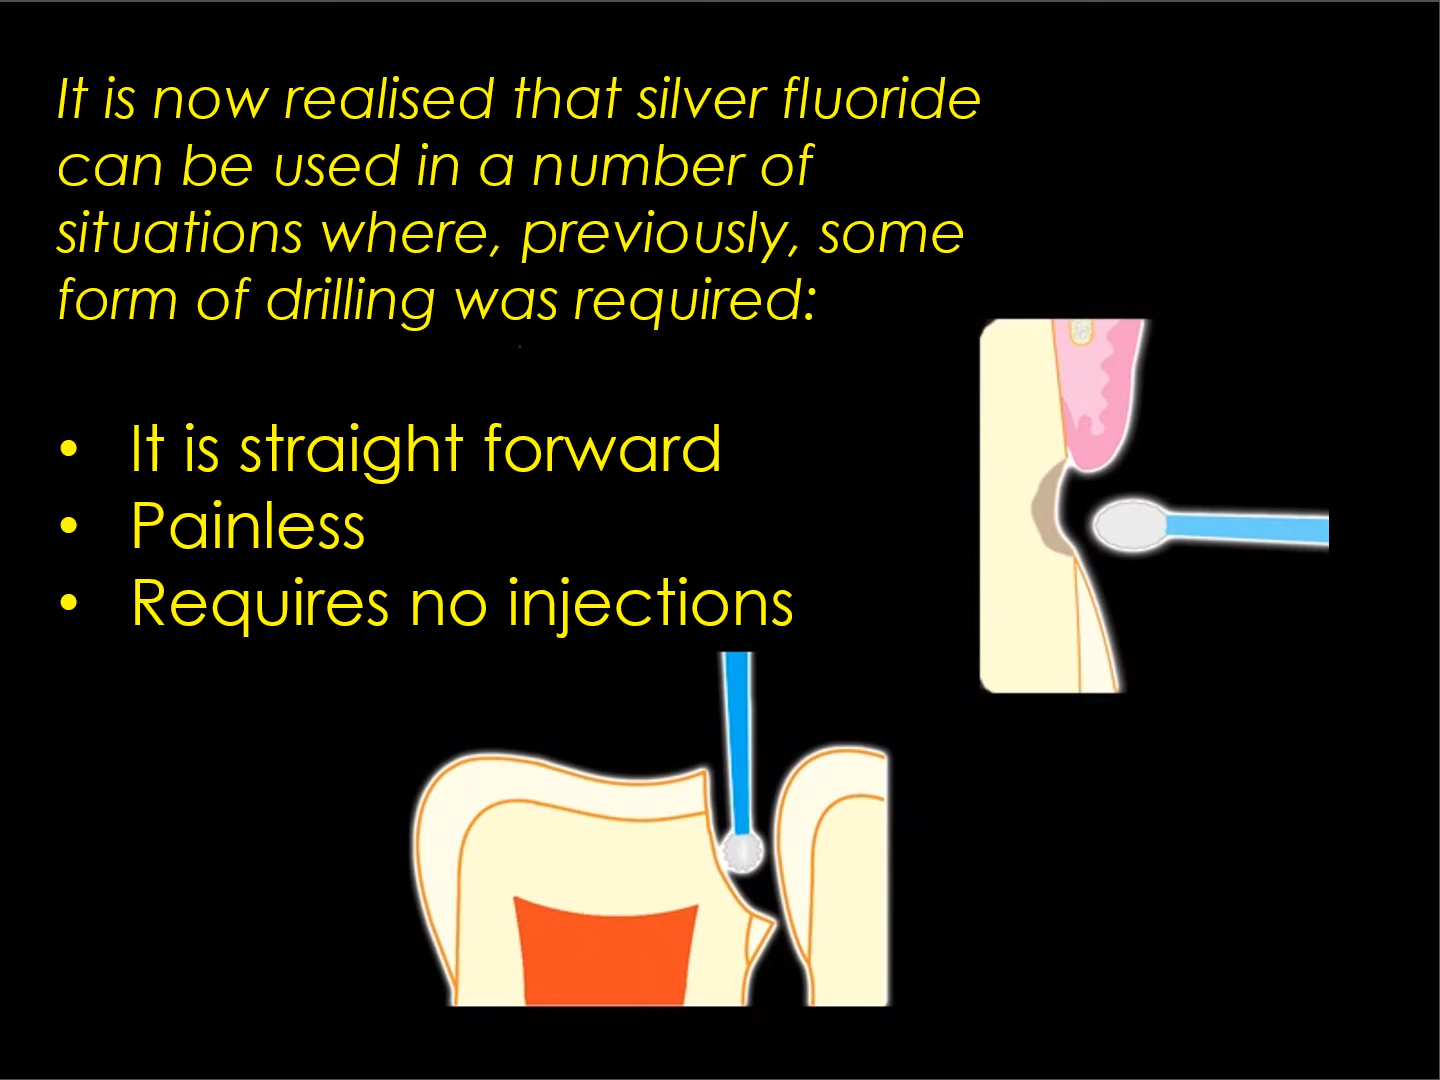 It is now realised that silver fluoride
can be used in a number of
situations where, previously, some
form of drilling was required:
• It is straight forward
• Painless
• Requires no injections